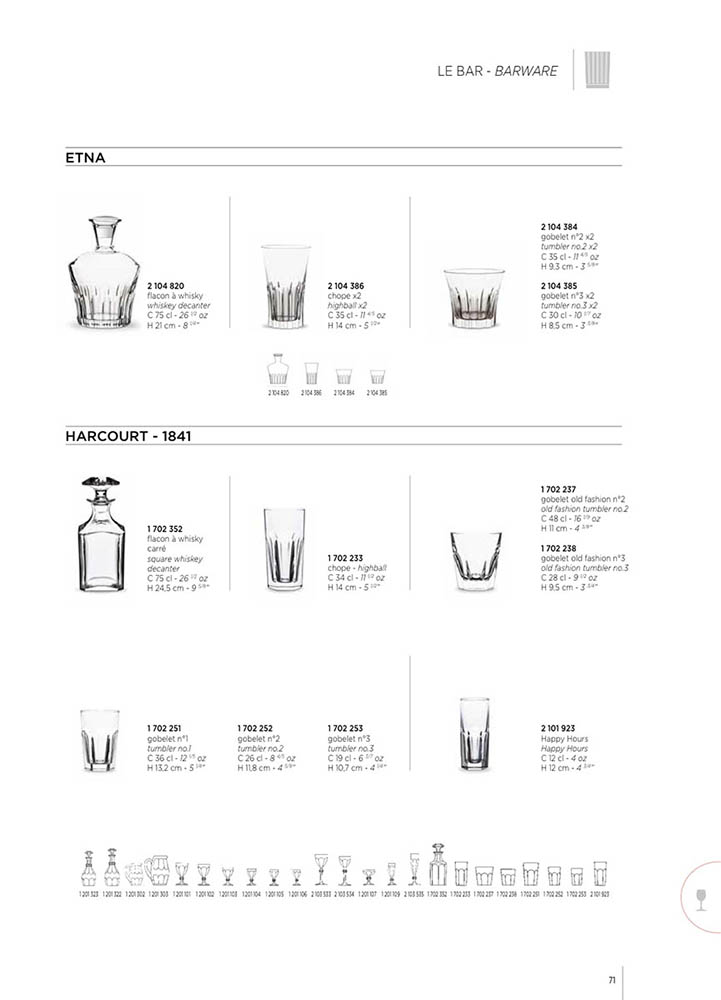 LE BAR - BARWARE
ETNA
2 104 820
flacon à whisky
whiskey decanter
C 75 cl - 26 1/2 oz
H 21 cm - 8 1/4"
2 104 386
chope x2
highball x2
C 35 cl - 11 4/5 oz
H 14 cm - 5 1/2"
2 104 384
gobelet n°2 x2
tumbler no.2 x2
C 35 cl - 11 4/5 oz
H 9.3 cm - 3 5/8"
2 104 385
gobelet n°3 x2
tumbler no.3 x2
C 30 cl - 10 1/7 oz
H 8,5 cm - 3 3/8"
2 104 820 2 104 386 2 104 384 2 104 385
HARCOURT - 1841
1 702 352
flacon à whisky
carré
square whiskey
decanter
C 75 cl - 26 1/2 oz
H 24,5 cm - 9 5/8"
1 702 233
chope - highball
C 34 cl - 11 1/2 oz
H 14 cm - 5 1/2"
1 702 237
gobelet old fashion n°2
old fashion tumbler no.2
C 48 cl - 16 oz
H 11 cm - 4 3/8"
1 702 238
gobelet old fashion n°3
old fashion tumbler no.3
C 28 cl - 9 1/2 oz
H 9,5 cm - 3 3/4"
1 702 251
gobelet n°1
tumbler no.1
C 36 cl - 12 1/5 oz
H 13,2 cm - 5 1/4"
1 702 252
gobelet n°2
tumbler no.2
C 26 cl - 8 4/5 oz
H 11,8 cm - 4 5/8"
1 702 253
gobelet n°3
tumbler no.3
C 19 cl - 6 oz
H 10,7 cm - 4 1/4"
2 101 923
Happy Hours
Happy Hours
C 12 cl - 4 oz
H 12 cm - 4 3/4"
1 201 323 1 201 322 1 201 302 1 201 303 1 201 101 1 201 102 1 201 103 1 201 104 1 201 105 1 201 106 2 103 533 2 103 534 1 201 107 1 201 109 2 103 535 1 702 352 1 702 233 1 702 237 1 702 238 1 702 251 1 702 252 1 702 253 2 101 923
71